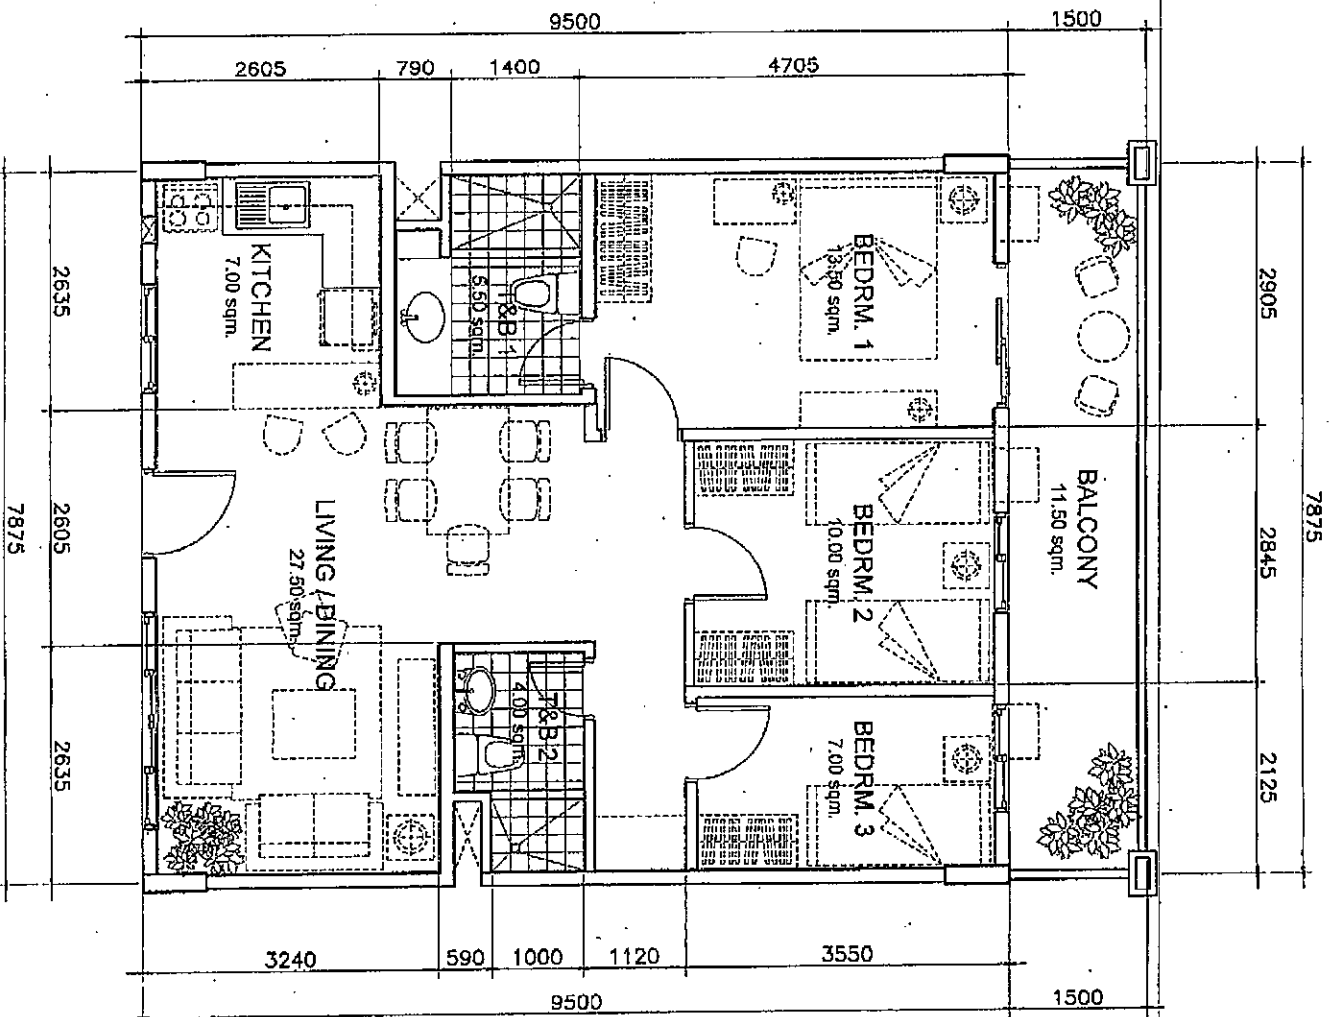 9500
1500
2605
790
1400
4705
KITCHEN
7.00 sqm.
T&B 1
5.50 sqm.
BEDRM. 1
13.50 sqm.
2635
2905
LIVING / DINING
27.50 sqm.
BEDRM. 2
10.00 sqm.
BALCONY
11.50 sqm.
7875
2605
2845
7875
T&B 2
4.00 sqm.
BEDRM. 3
7.00 sqm.
2635
2125
3240
590
1000
1120
3550
9500
1500